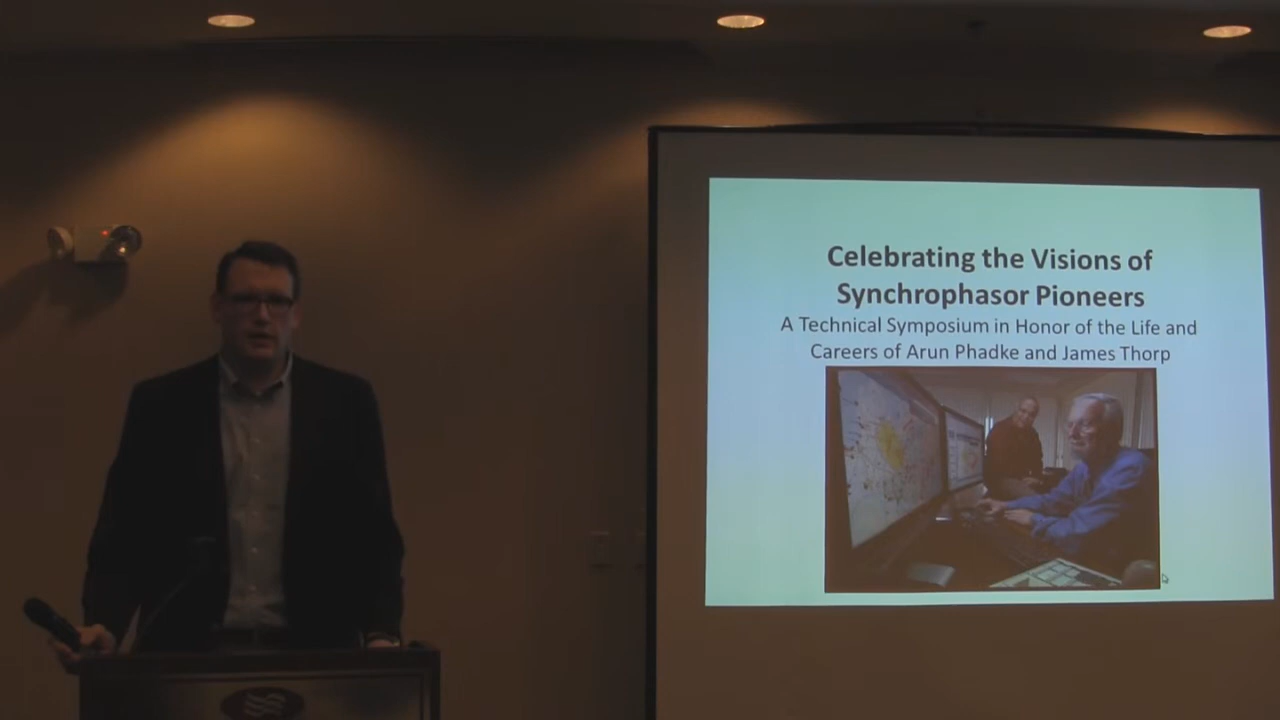 Celebrating the Visions of
Synchrophasor Pioneers
A Technical Symposium in Honor of the Life and
Careers of Arun Phadke and James Thorp